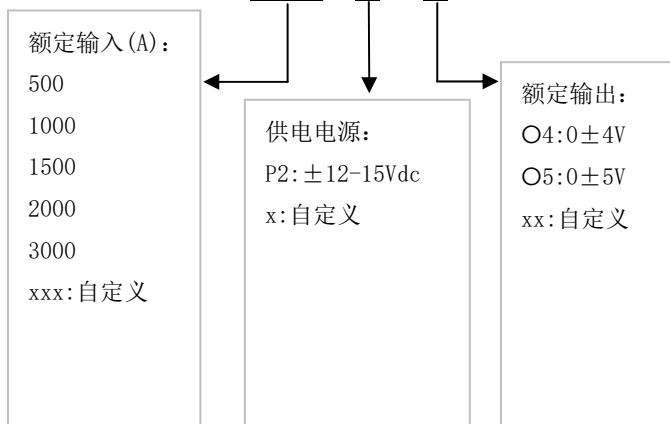 额定输入(A)：
500
1000
1500
2000
3000
xxx:自定义
供电电源：
P2:±12-15Vdc
x:自定义
额定输出：
O4:0±4V
O5:0±5V
xx:自定义